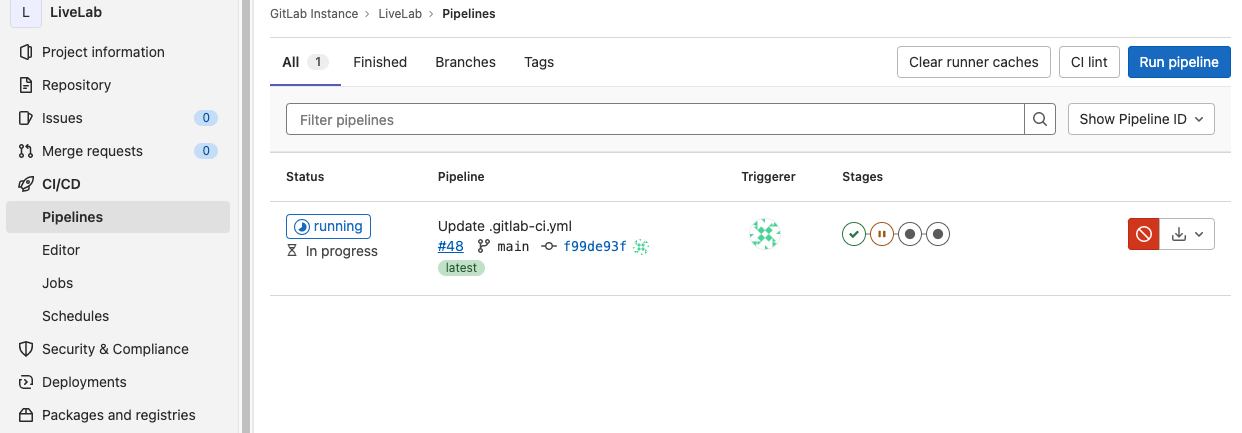 L LiveLab
Project information
Repository
Issues 0
Merge requests 0
CI/CD
Pipelines
Editor
Jobs
Schedules
Security & Compliance
Deployments
Packages and registries
GitLab Instance › LiveLab › Pipelines
All 1 Finished Branches Tags
Clear runner caches CI lint Run pipeline
Filter pipelines Show Pipeline ID
Status Pipeline Triggerer Stages
running
In progress
Update .gitlab-ci.yml
#48 main f99de93f
latest